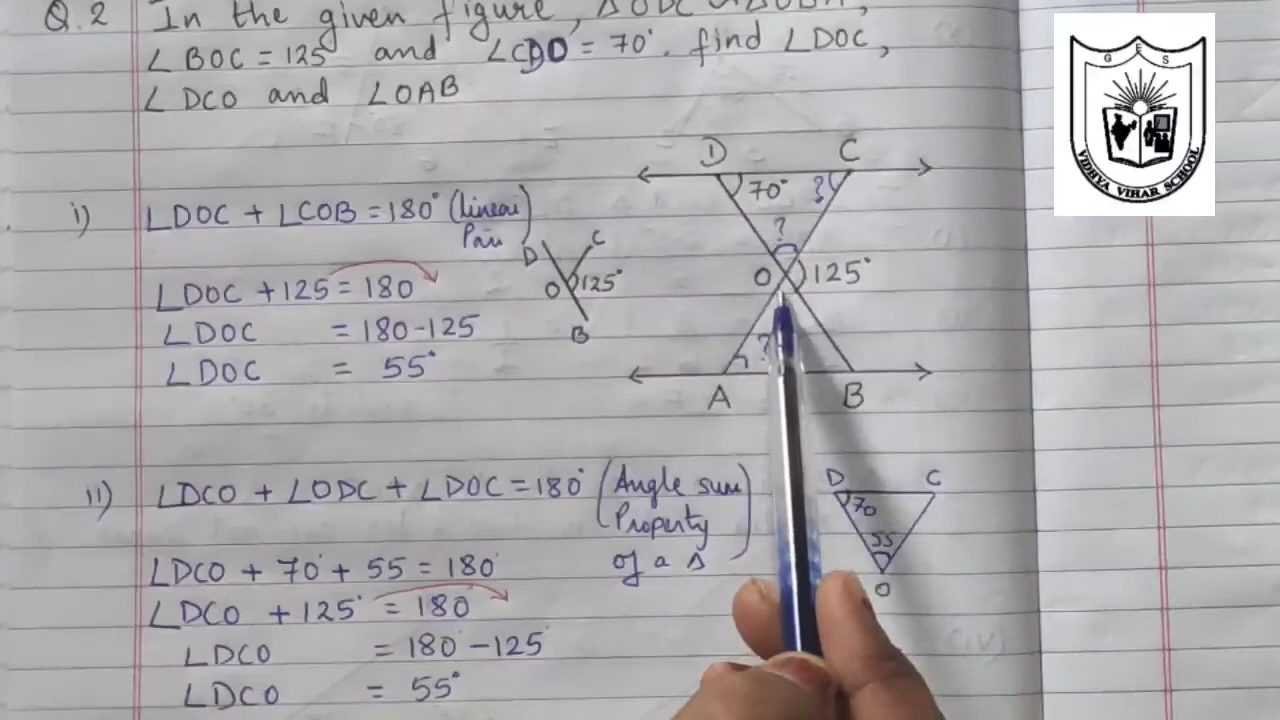 Q.2 In the given figure,
∠BOC = 125° and ∠CDO = 70°. find ∠DOC,
∠DCO and ∠OAB
G E S
VIDHYA VIHAR SCHOOL
D C
70° ?
?
O 125°
?
A B
i) ∠DOC + ∠COB = 180° (linear
Pair)
D C
O 125°
B
∠DOC + 125 = 180
∠DOC = 180-125
∠DOC = 55°
ii) ∠DCO + ∠ODC + ∠DOC = 180° (Angle sum
Property
of a Δ)
D C
70
55
O
∠DCO + 70° + 55 = 180°
∠DCO + 125° = 180°
∠DCO = 180° - 125°
∠DCO = 55°